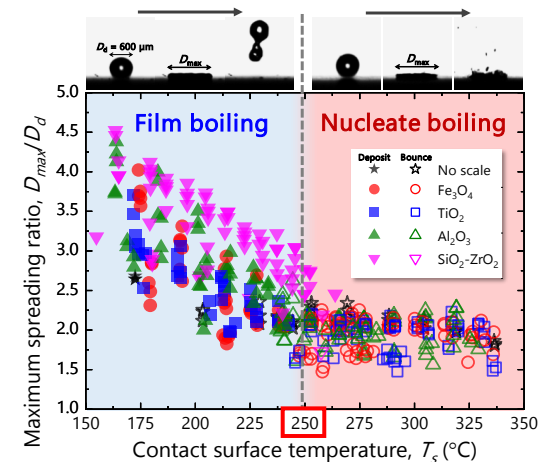 D_d = 600 μm
D_max
D_max
Film boiling
Nucleate boiling
Deposit Bounce
No scale
Fe₃O₄
TiO₂
Al₂O₃
SiO₂-ZrO₂
Maximum spreading ratio, D_max/D_d
5.0
4.5
4.0
3.5
3.0
2.5
2.0
1.5
1.0
150 175 200 225 250 275 300 325 350
Contact surface temperature, T_s (°C)